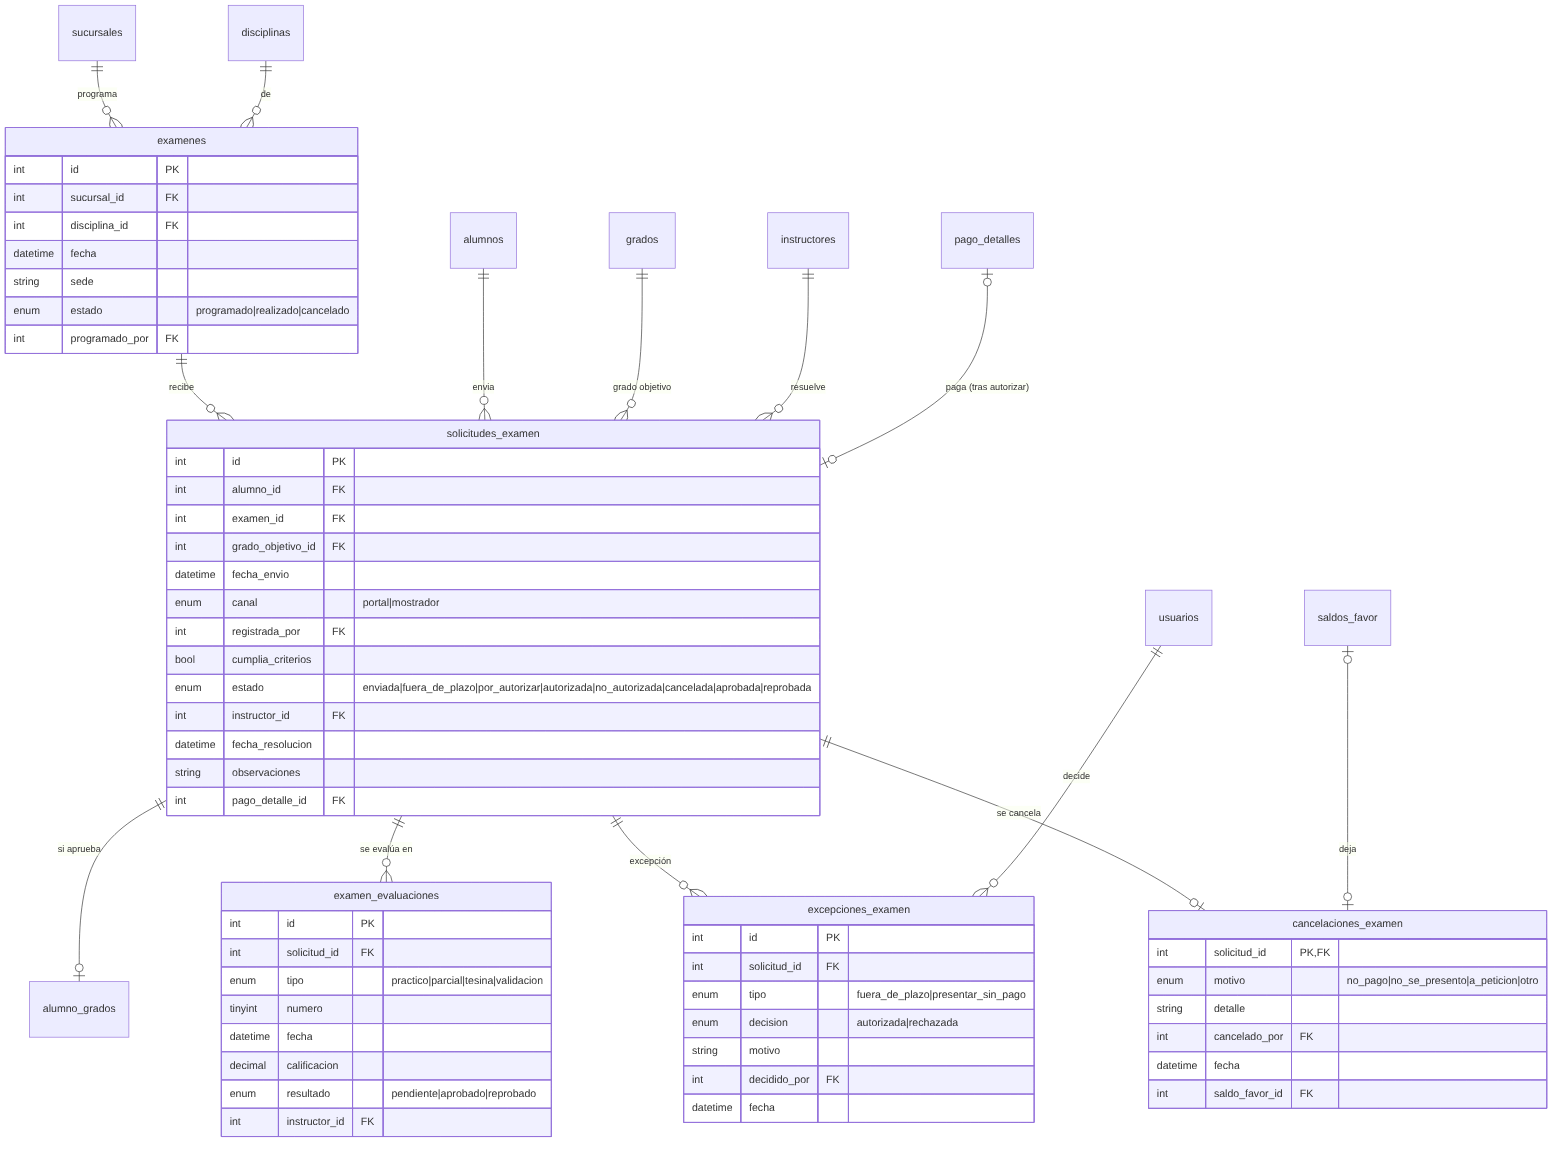 sucursales
disciplinas
programa
de
examenes
int id PK
int sucursal_id FK
int disciplina_id FK
datetime fecha
string sede
enum estado programado|realizado|cancelado
int programado_por FK
alumnos
grados
instructores
pago_detalles
recibe
envia
grado objetivo
resuelve
paga (tras autorizar)
solicitudes_examen
int id PK
int alumno_id FK
int examen_id FK
int grado_objetivo_id FK
datetime fecha_envio
enum canal portal|mostrador
int registrada_por FK
bool cumplia_criterios
enum estado enviada|fuera_de_plazo|por_autorizar|autorizada|no_autorizada|cancelada|aprobada|reprobada
int instructor_id FK
datetime fecha_resolucion
string observaciones
int pago_detalle_id FK
usuarios
saldos_favor
si aprueba
se evalúa en
excepción
decide
se cancela
deja
alumno_grados
examen_evaluaciones
int id PK
int solicitud_id FK
enum tipo practico|parcial|tesina|validacion
tinyint numero
datetime fecha
decimal calificacion
enum resultado pendiente|aprobado|reprobado
int instructor_id FK
excepciones_examen
int id PK
int solicitud_id FK
enum tipo fuera_de_plazo|presentar_sin_pago
enum decision autorizada|rechazada
string motivo
int decidido_por FK
datetime fecha
cancelaciones_examen
int solicitud_id PK,FK
enum motivo no_pago|no_se_presento|a_peticion|otro
string detalle
int cancelado_por FK
datetime fecha
int saldo_favor_id FK